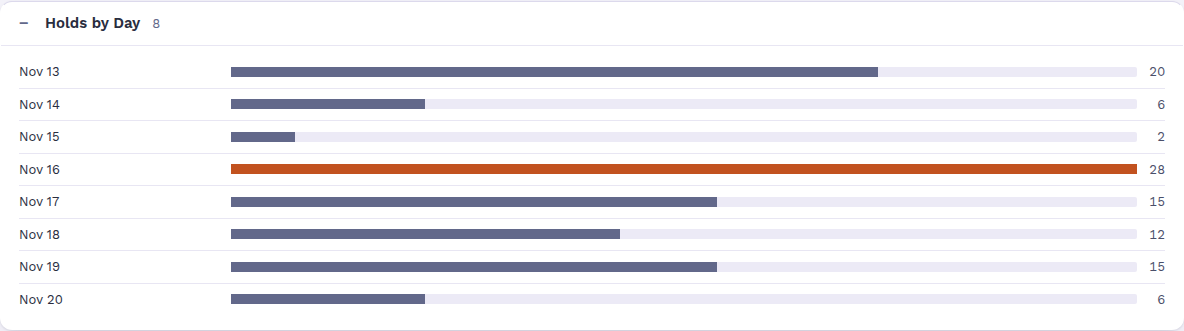 − Holds by Day 8
Nov 13 20
Nov 14 6
Nov 15 2
Nov 16 28
Nov 17 15
Nov 18 12
Nov 19 15
Nov 20 6